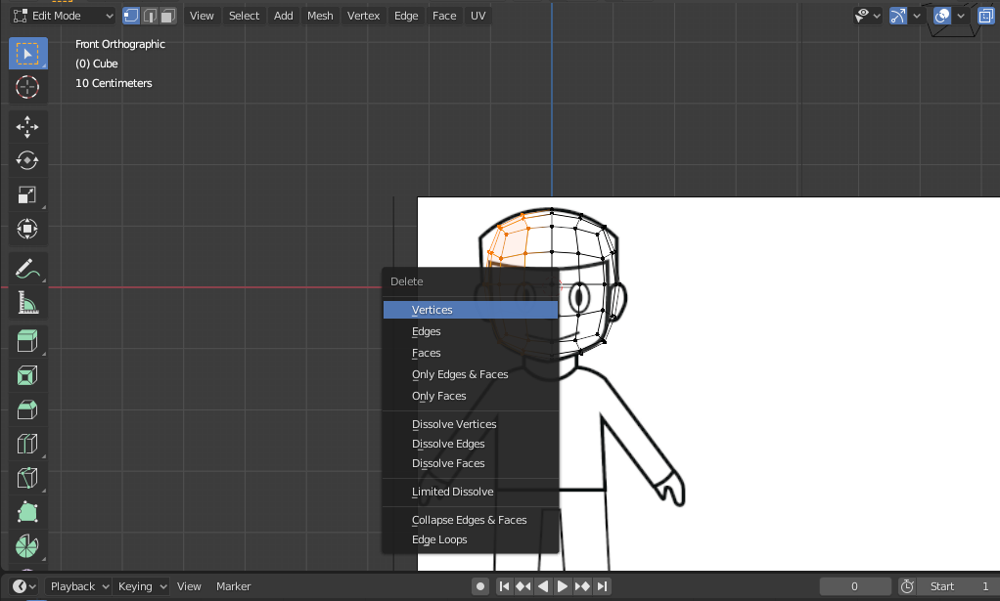 Edit Mode View Select Add Mesh Vertex Edge Face UV
Front Orthographic
(0) Cube
10 Centimeters
Delete
Vertices
Edges
Faces
Only Edges & Faces
Only Faces
Dissolve Vertices
Dissolve Edges
Dissolve Faces
Limited Dissolve
Collapse Edges & Faces
Edge Loops
Playback Keying View Marker 0 Start 1